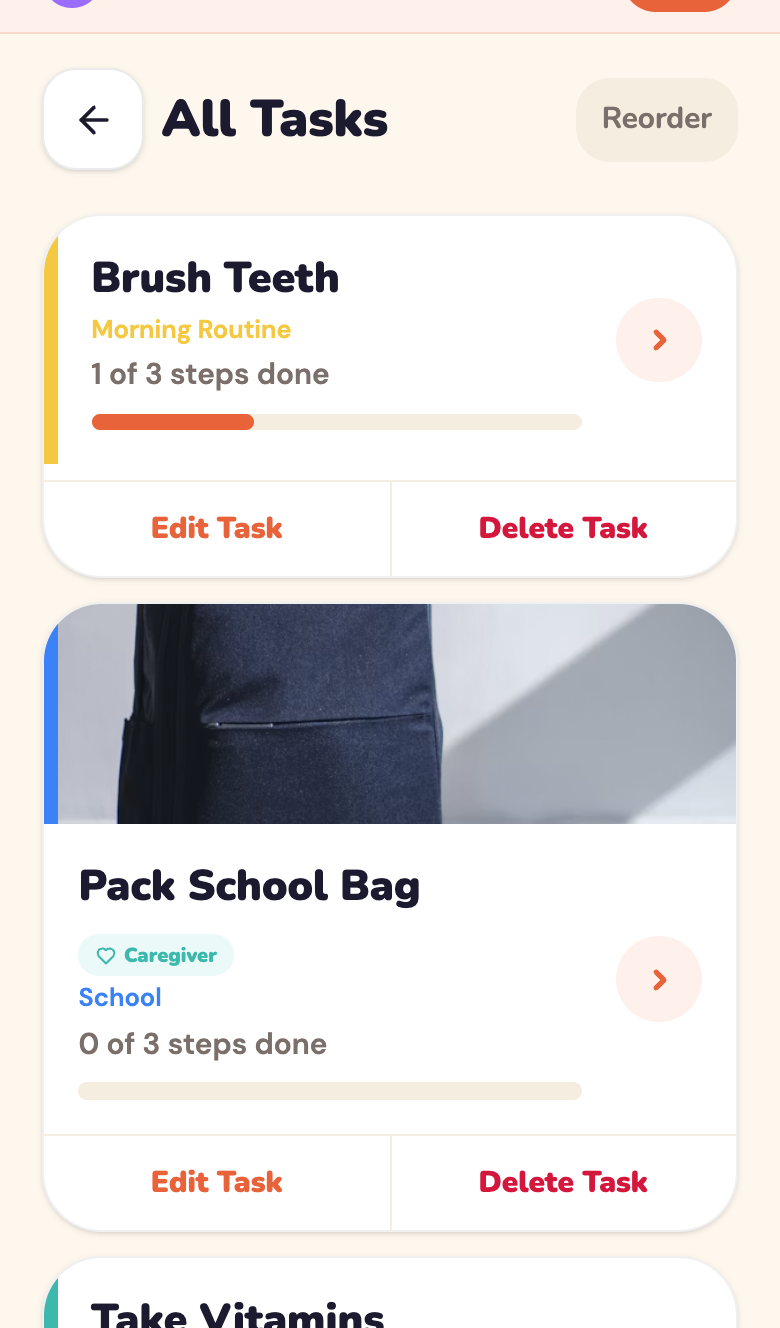 All Tasks
Reorder
Brush Teeth
Morning Routine
1 of 3 steps done
Edit Task
Delete Task
Pack School Bag
Caregiver
School
0 of 3 steps done
Edit Task
Delete Task
Take Vitamins